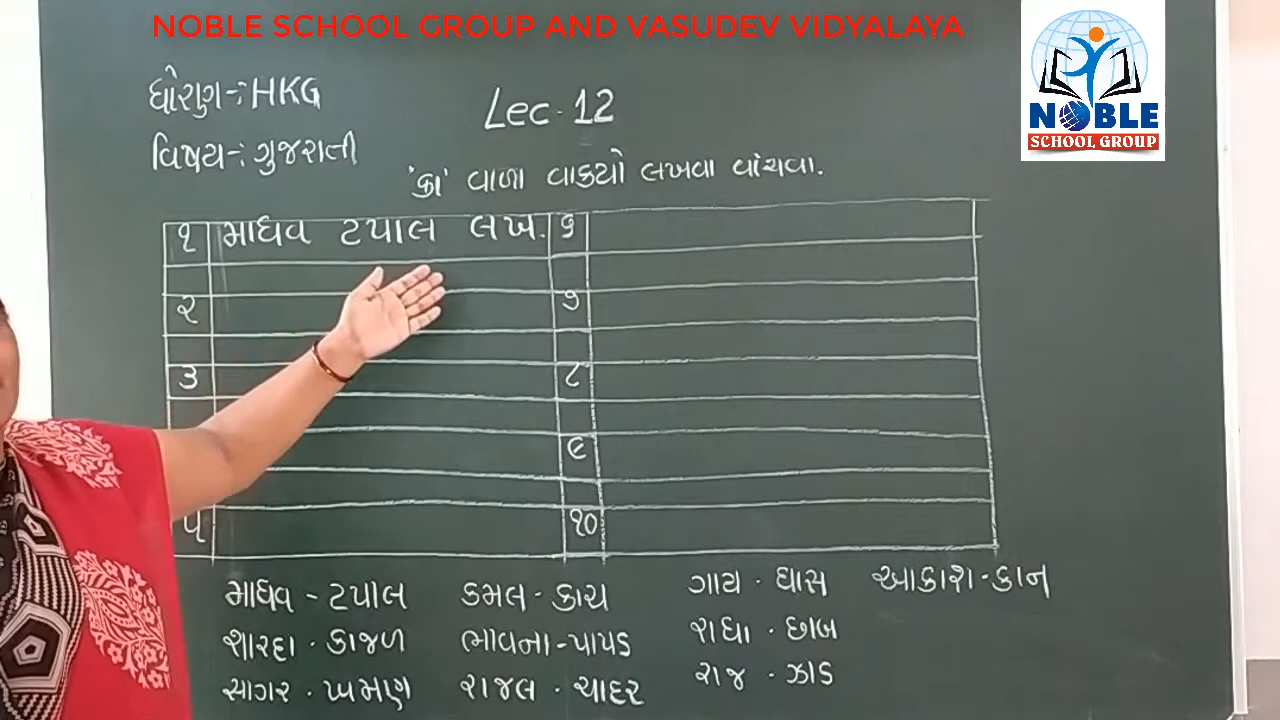 NOBLE SCHOOL GROUP AND VASUDEV VIDYALAYA
NOBLE
SCHOOL GROUP
ધોરણ-: HKG
Lec-12
વિષય-: ગુજરાતી
'કા' વાળા વાકયો લખવા વાંચવા.
૧ માધવ ટપાલ લખ. ૬
૨ ૭
૩ ૮
૯
૫ ૧૦
માધવ - ટપાલ કમલ - કાચ ગાય - ઘાસ આકાશ - કાન
શારદા - કાજળ ભાવના - પાપડ રાધા - છાબ
સાગર - ખમણ રાજલ - ચાદર રાજ - ઝાડ